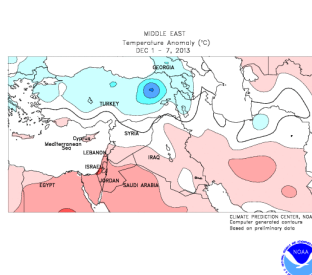 MIDDLE EAST
Temperature Anomaly (°C)
DEC 1 - 7, 2013
GEORGIA
TURKEY
Cyprus
SYRIA
Mediterranean
Sea
LEBANON
IRAQ
ISRAEL
JORDAN
EGYPT
SAUDI ARABIA
CLIMATE PREDICTION CENTER, NOA
Computer generated contours
Based on preliminary data
NOAA